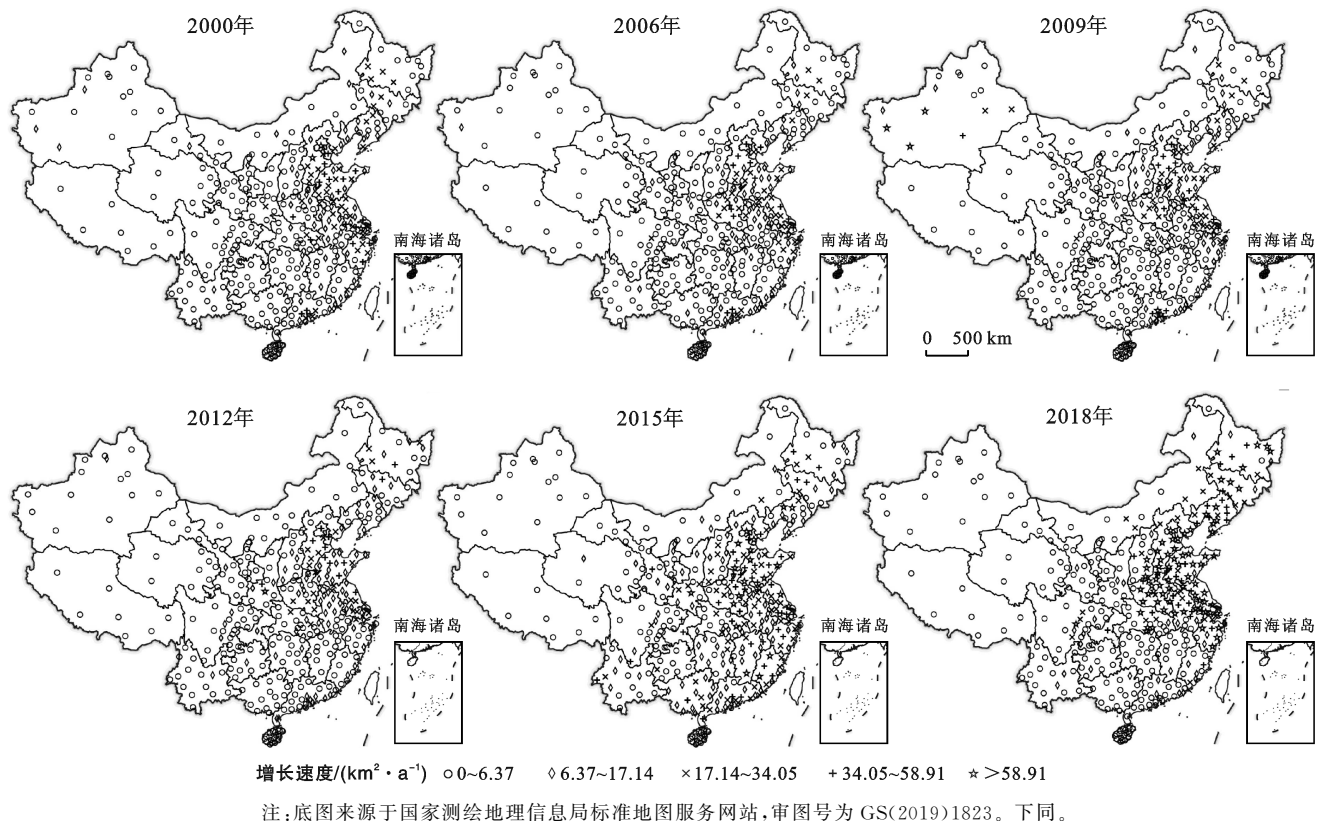 2000年
2006年
2009年
南海诸岛
南海诸岛
南海诸岛
0 500 km
2012年
2015年
2018年
南海诸岛
南海诸岛
南海诸岛
增长速度/(km²·a⁻¹) ○0~6.37 ◊6.37~17.14 ×17.14~34.05 +34.05~58.91 ☆>58.91
注:底图来源于国家测绘地理信息局标准地图服务网站,审图号为 GS(2019)1823。下同。